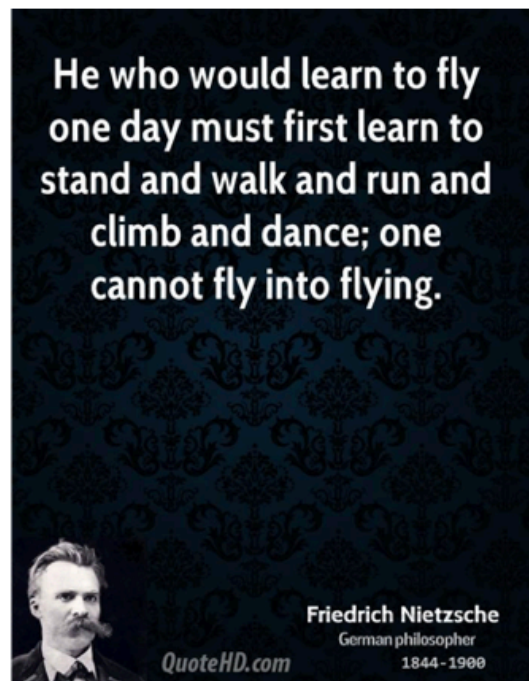 He who would learn to fly
one day must first learn to
stand and walk and run and
climb and dance; one
cannot fly into flying.
Friedrich Nietzsche
German philosopher
QuoteHD.com
1844-1900